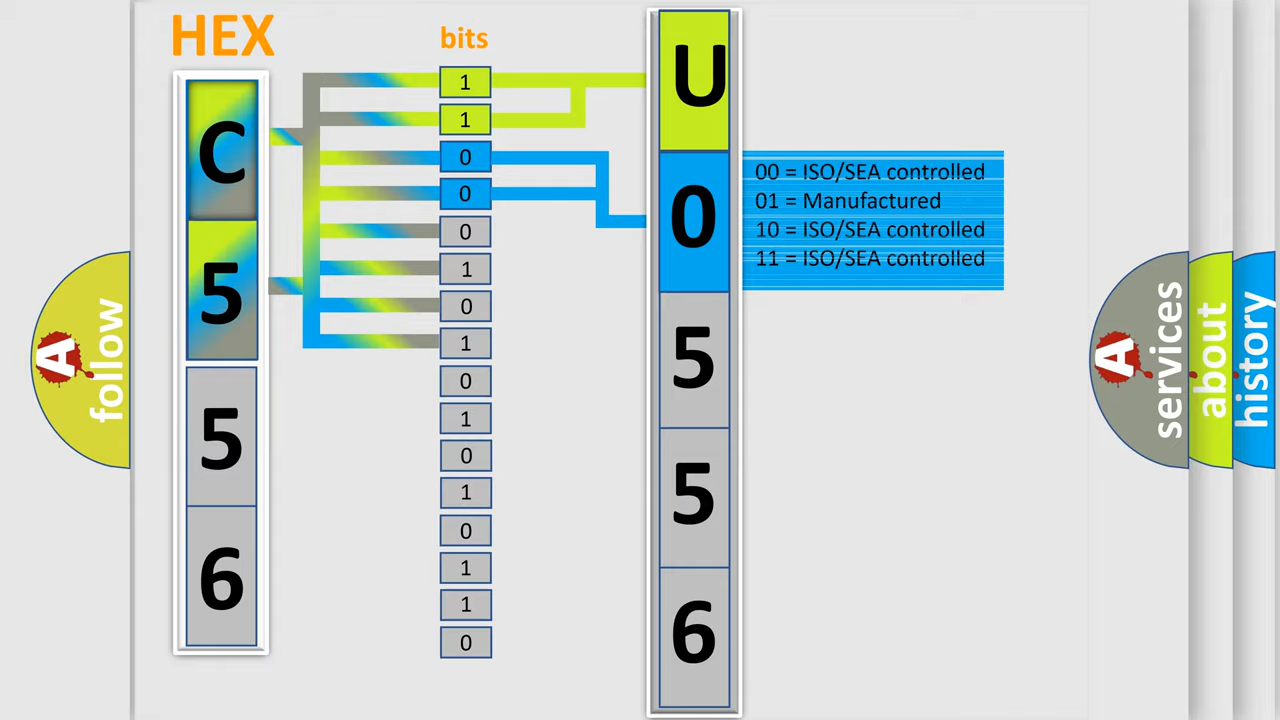 HEX
bits
C
5
5
6
1
1
0
0
0
1
0
1
0
1
0
1
0
1
1
0
U
0
5
5
6
00 = ISO/SEA controlled
01 = Manufactured
10 = ISO/SEA controlled
11 = ISO/SEA controlled
A
follow
A
services
about
history